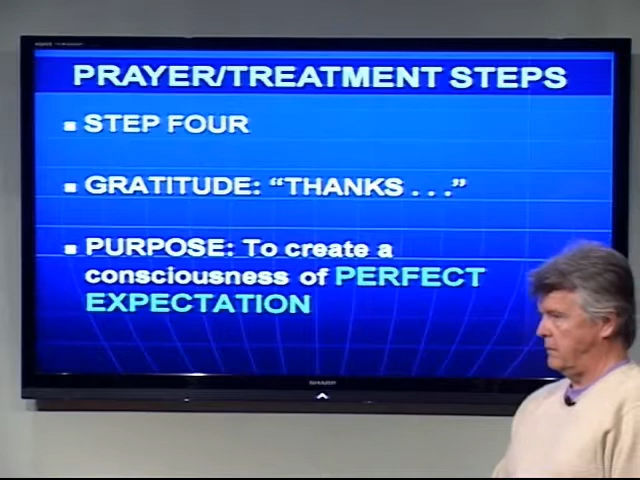 PRAYER/TREATMENT STEPS
STEP FOUR
GRATITUDE: “THANKS . . .”
PURPOSE: To create a
consciousness of PERFECT
EXPECTATION
SHARP